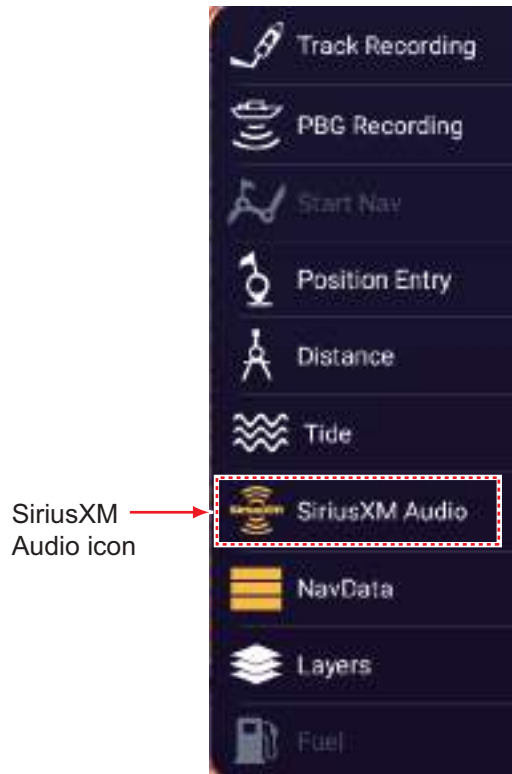 Track Recording
PBG Recording
Start Nav
Position Entry
Distance
Tide
SiriusXM
Audio icon
SiriusXM Audio
NavData
Layers
Fuel